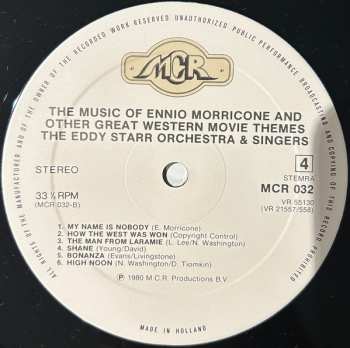 ALL RIGHTS OF THE MANUFACTURER AND OF THE OWNER OF THE RECORDED WORK RESERVED UNAUTHORIZED PUBLIC PERFORMANCE BROADCASTING AND COPYING OF THIS RECORD PROHIBITED
MCR
THE MUSIC OF ENNIO MORRICONE AND
OTHER GREAT WESTERN MOVIE THEMES
THE EDDY STARR ORCHESTRA & SINGERS
STEREO
4
STEMRA
MCR 032
33⅓ RPM
(MCR 032-B)
VR 55130
(VR 21557/558)
1 MY NAME IS NOBODY (E. Morricone)
2 HOW THE WEST WAS WON (Copyright Control)
3 THE MAN FROM LARAMIE (L. Lee/N. Washington)
4 SHANE (Young/David)
5 BONANZA (Evans/Livingstone)
6 HIGH NOON (N. Washington/D. Tiomkin)
℗ 1980 M.C.R. Productions B.V.
MADE IN HOLLAND